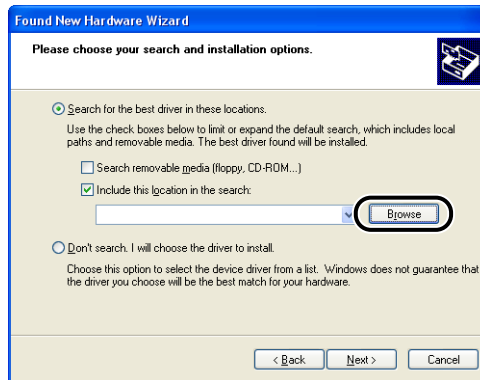 Found New Hardware Wizard
Please choose your search and installation options.
Search for the best driver in these locations.
Use the check boxes below to limit or expand the default search, which includes local
paths and removable media. The best driver found will be installed.
Search removable media (floppy, CD-ROM...)
Include this location in the search:
Browse
Don't search. I will choose the driver to install.
Choose this option to select the device driver from a list. Windows does not guarantee that
the driver you choose will be the best match for your hardware.
< Back Next > Cancel